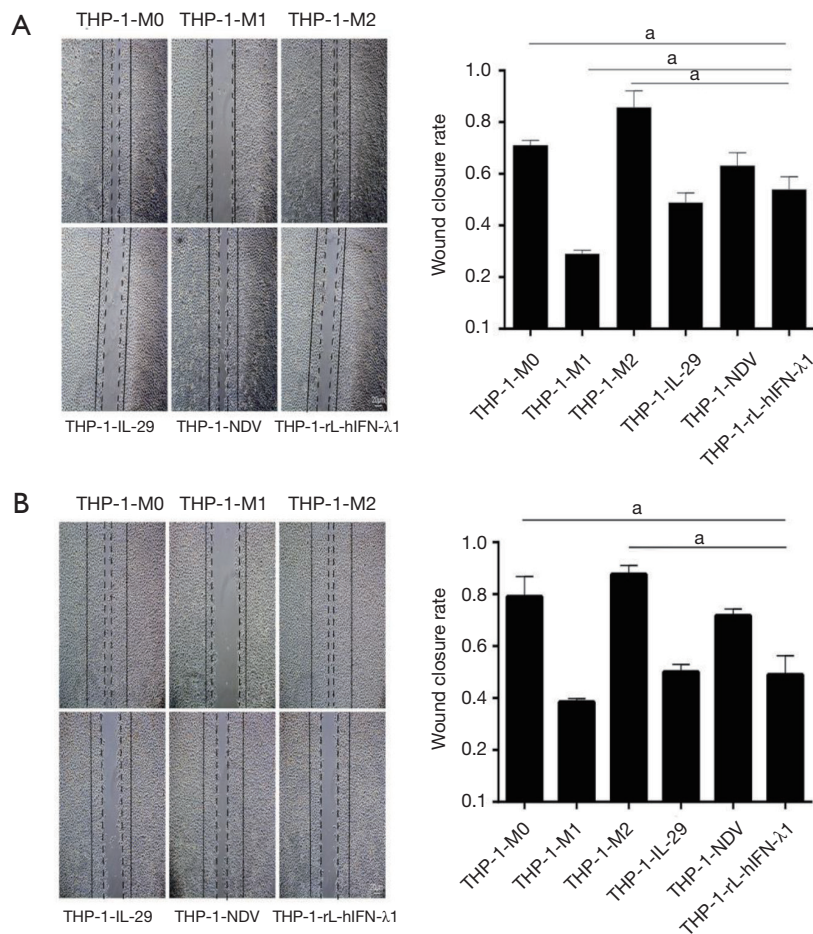 A
THP-1-M0 THP-1-M1 THP-1-M2
THP-1-IL-29 THP-1-NDV THP-1-rL-hIFN-λ1
a
a
a
1.0
0.8
0.6
0.4
0.2
0.1
Wound closure rate
THP-1-M0
THP-1-M1
THP-1-M2
THP-1-IL-29
THP-1-NDV
THP-1-rL-hIFN-λ1
B
THP-1-M0 THP-1-M1 THP-1-M2
THP-1-IL-29 THP-1-NDV THP-1-rL-hIFN-λ1
a
a
1.0
0.8
0.6
0.4
0.2
0.1
Wound closure rate
THP-1-M0
THP-1-M1
THP-1-M2
THP-1-IL-29
THP-1-NDV
THP-1-rL-hIFN-λ1